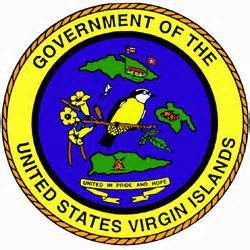 GOVERNMENT OF THE
UNITED IN PRIDE AND HOPE
UNITED STATES VIRGIN ISLANDS